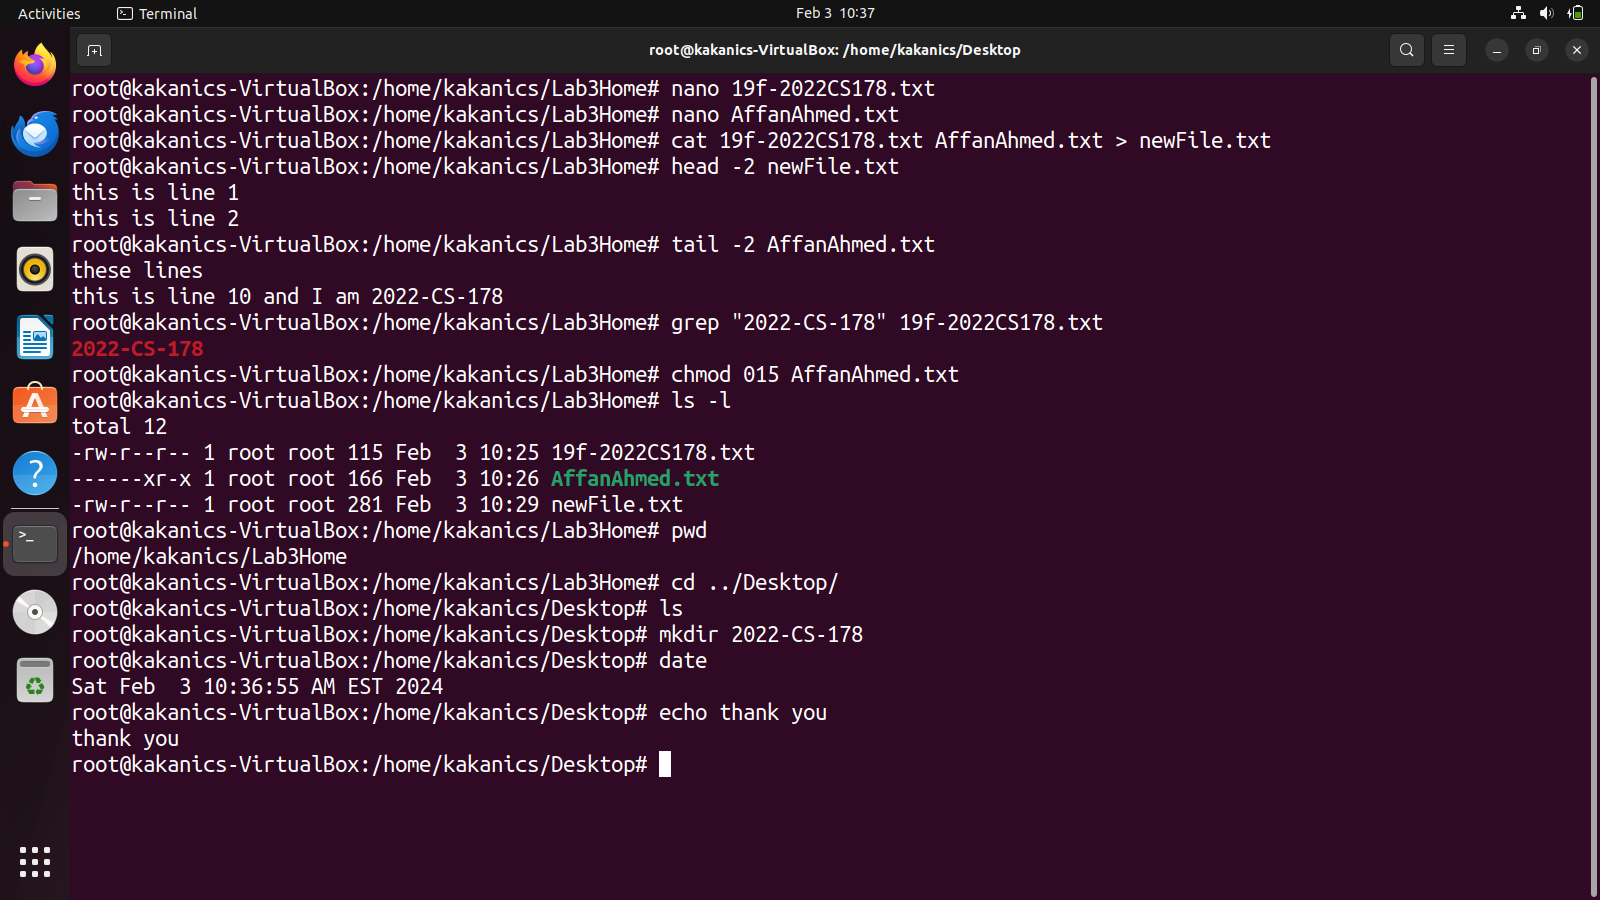 Activities Terminal Feb 3 10:37
root@kakanics-VirtualBox: /home/kakanics/Desktop
root@kakanics-VirtualBox:/home/kakanics/Lab3Home# nano 19f-2022CS178.txt
root@kakanics-VirtualBox:/home/kakanics/Lab3Home# nano AffanAhmed.txt
root@kakanics-VirtualBox:/home/kakanics/Lab3Home# cat 19f-2022CS178.txt AffanAhmed.txt > newFile.txt
root@kakanics-VirtualBox:/home/kakanics/Lab3Home# head -2 newFile.txt
this is line 1
this is line 2
root@kakanics-VirtualBox:/home/kakanics/Lab3Home# tail -2 AffanAhmed.txt
these lines
this is line 10 and I am 2022-CS-178
root@kakanics-VirtualBox:/home/kakanics/Lab3Home# grep "2022-CS-178" 19f-2022CS178.txt
2022-CS-178
root@kakanics-VirtualBox:/home/kakanics/Lab3Home# chmod 015 AffanAhmed.txt
root@kakanics-VirtualBox:/home/kakanics/Lab3Home# ls -l
total 12
-rw-r--r-- 1 root root 115 Feb  3 10:25 19f-2022CS178.txt
------xr-x 1 root root 166 Feb  3 10:26 AffanAhmed.txt
-rw-r--r-- 1 root root 281 Feb  3 10:29 newFile.txt
root@kakanics-VirtualBox:/home/kakanics/Lab3Home# pwd
/home/kakanics/Lab3Home
root@kakanics-VirtualBox:/home/kakanics/Lab3Home# cd ../Desktop/
root@kakanics-VirtualBox:/home/kakanics/Desktop# ls
root@kakanics-VirtualBox:/home/kakanics/Desktop# mkdir 2022-CS-178
root@kakanics-VirtualBox:/home/kakanics/Desktop# date
Sat Feb  3 10:36:55 AM EST 2024
root@kakanics-VirtualBox:/home/kakanics/Desktop# echo thank you
thank you
root@kakanics-VirtualBox:/home/kakanics/Desktop#